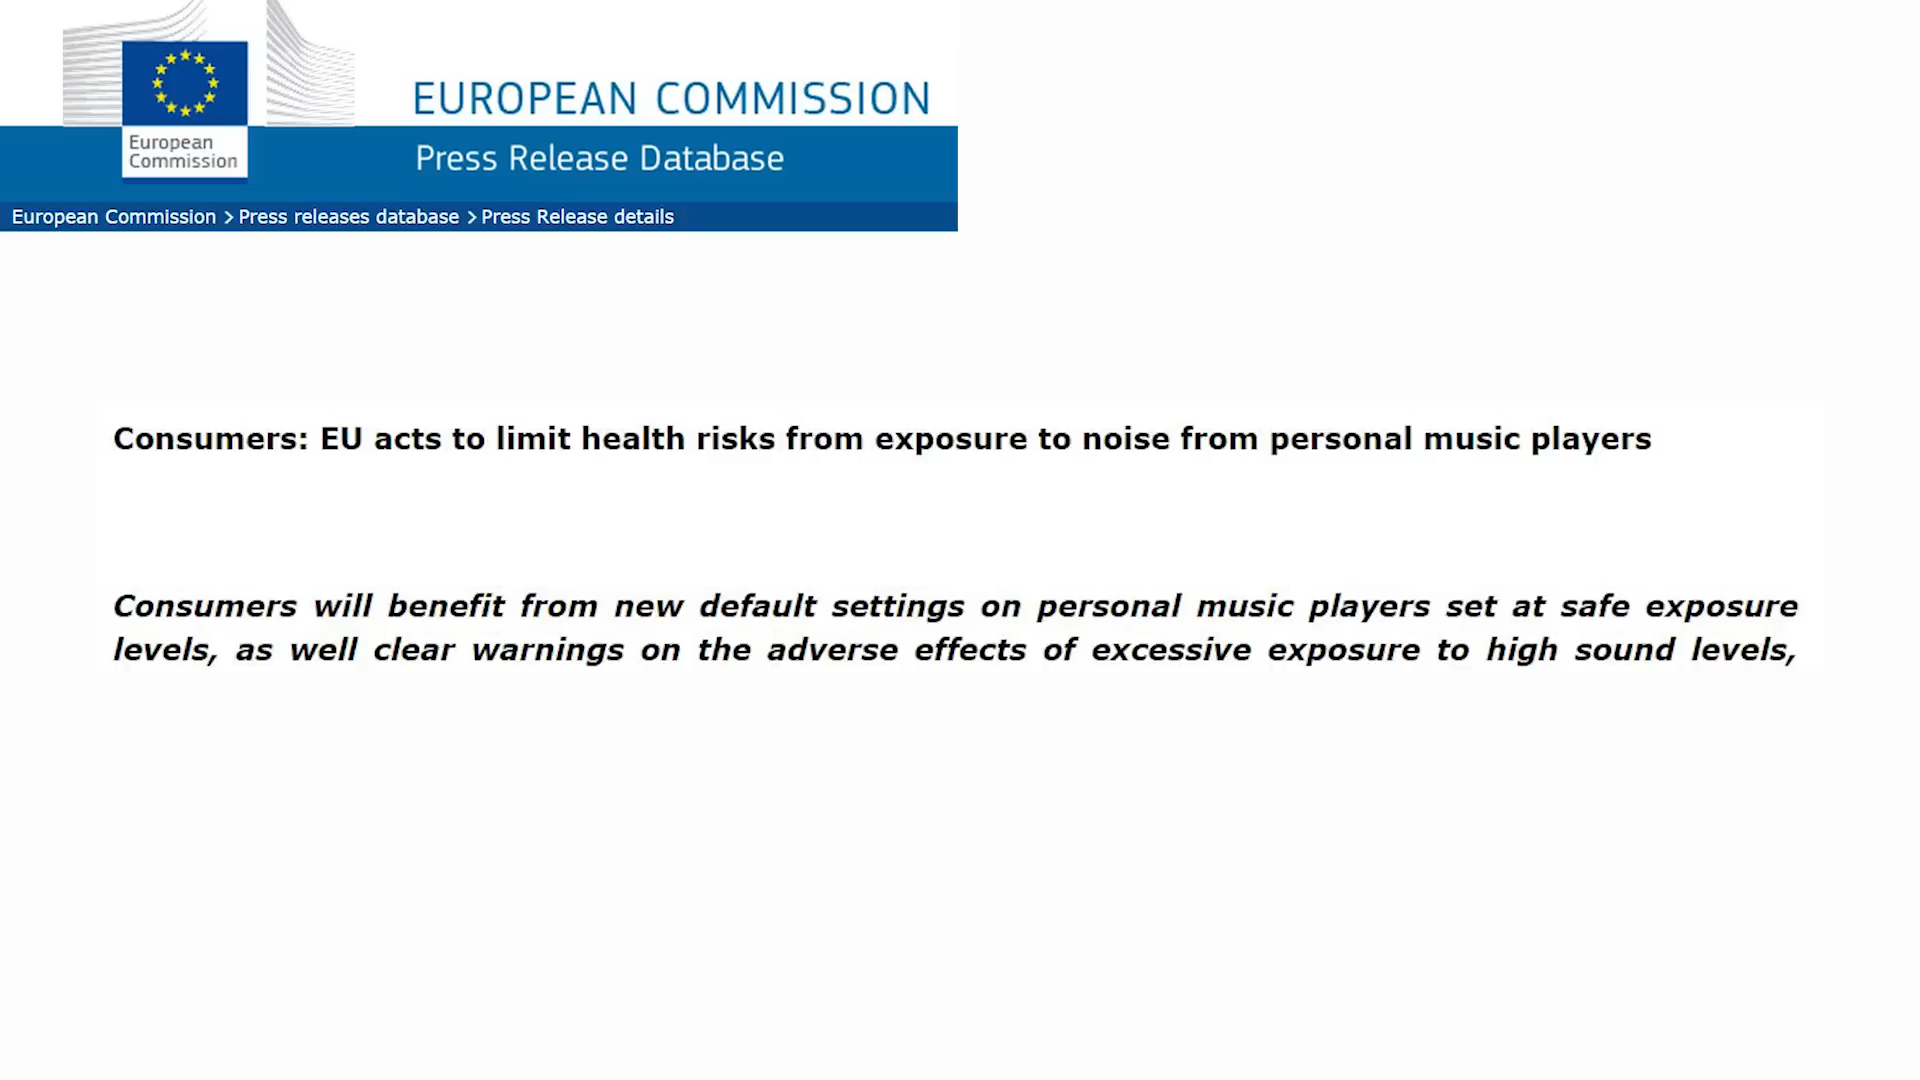 EUROPEAN COMMISSION
European
Commission
Press Release Database
European Commission > Press releases database > Press Release details
Consumers: EU acts to limit health risks from exposure to noise from personal music players
Consumers will benefit from new default settings on personal music players set at safe exposure
levels, as well clear warnings on the adverse effects of excessive exposure to high sound levels,